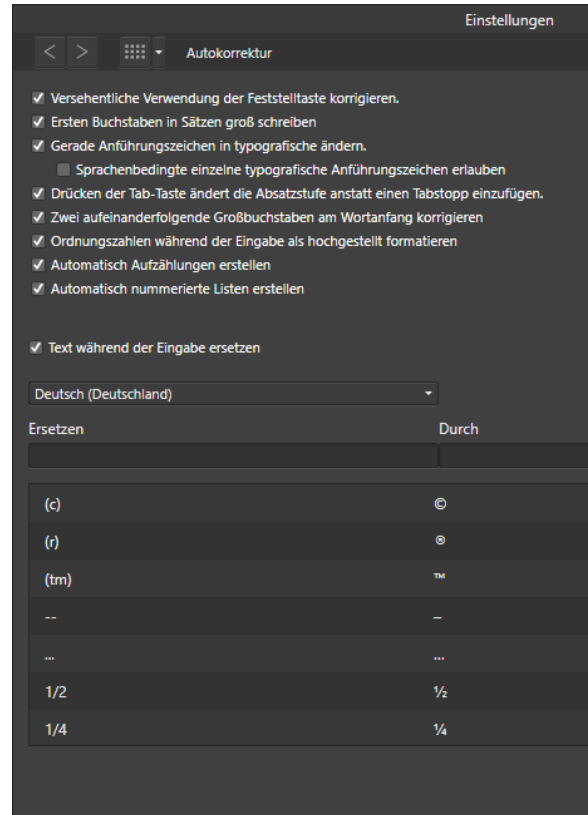 Einstellungen
Autokorrektur
Versehentliche Verwendung der Feststelltaste korrigieren.
Ersten Buchstaben in Sätzen groß schreiben
Gerade Anführungszeichen in typografische ändern.
Sprachenbedingte einzelne typografische Anführungszeichen erlauben
Drücken der Tab-Taste ändert die Absatzstufe anstatt einen Tabstopp einzufügen.
Zwei aufeinanderfolgende Großbuchstaben am Wortanfang korrigieren
Ordnungszahlen während der Eingabe als hochgestellt formatieren
Automatisch Aufzählungen erstellen
Automatisch nummerierte Listen erstellen
Text während der Eingabe ersetzen
Deutsch (Deutschland)
Ersetzen Durch
(c) ©
(r) ®
(tm) ™
-- –
... …
1/2 ½
1/4 ¼